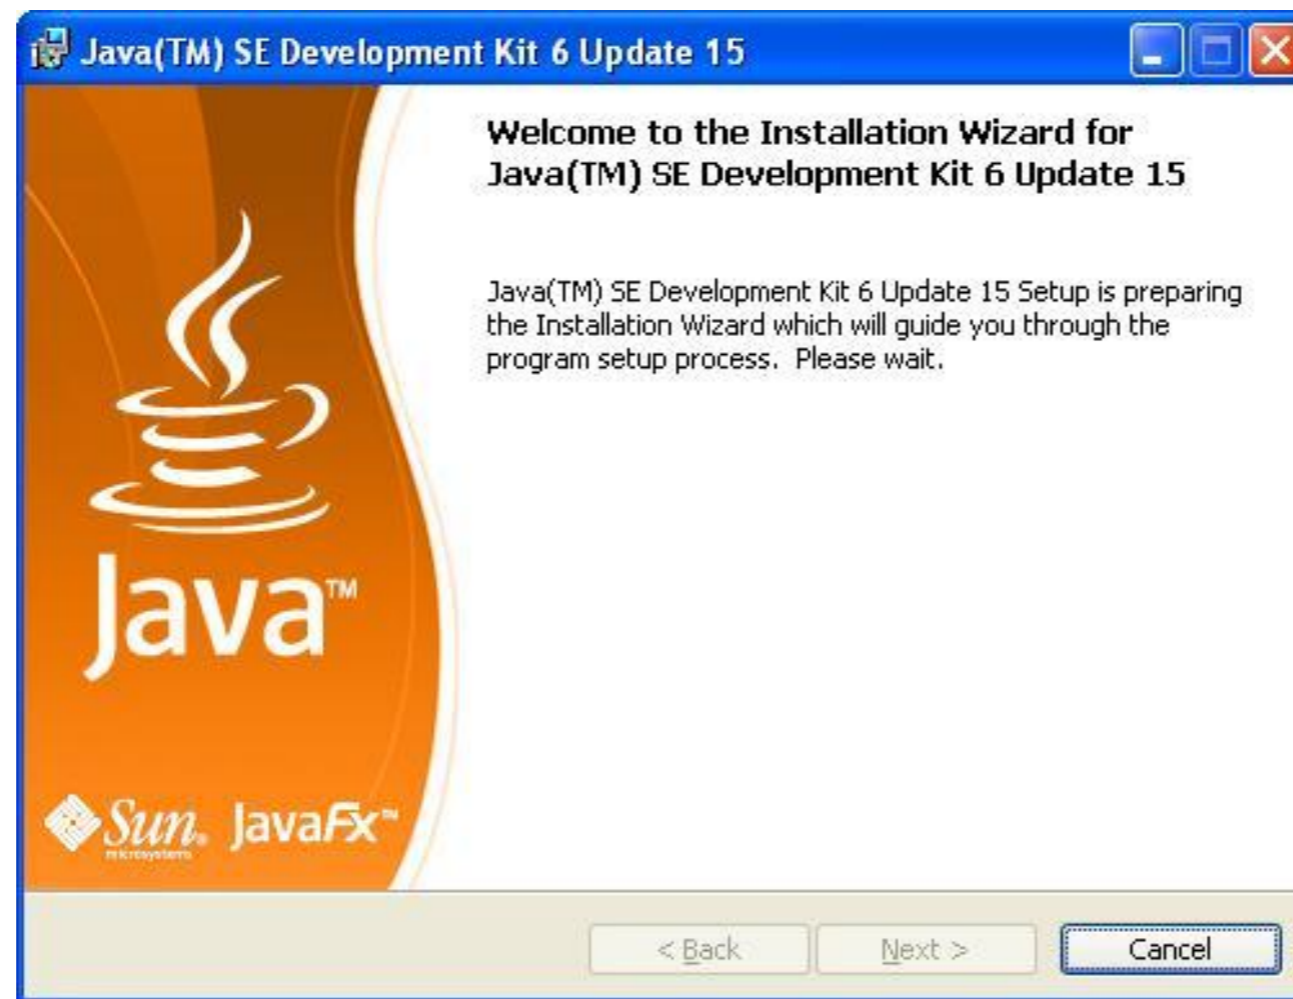 Java(TM) SE Development Kit 6 Update 15
Welcome to the Installation Wizard for
Java(TM) SE Development Kit 6 Update 15
Java(TM) SE Development Kit 6 Update 15 Setup is preparing
the Installation Wizard which will guide you through the
program setup process.  Please wait.
Java™
Sun. JavaFx™
microsystems
< Back Next > Cancel